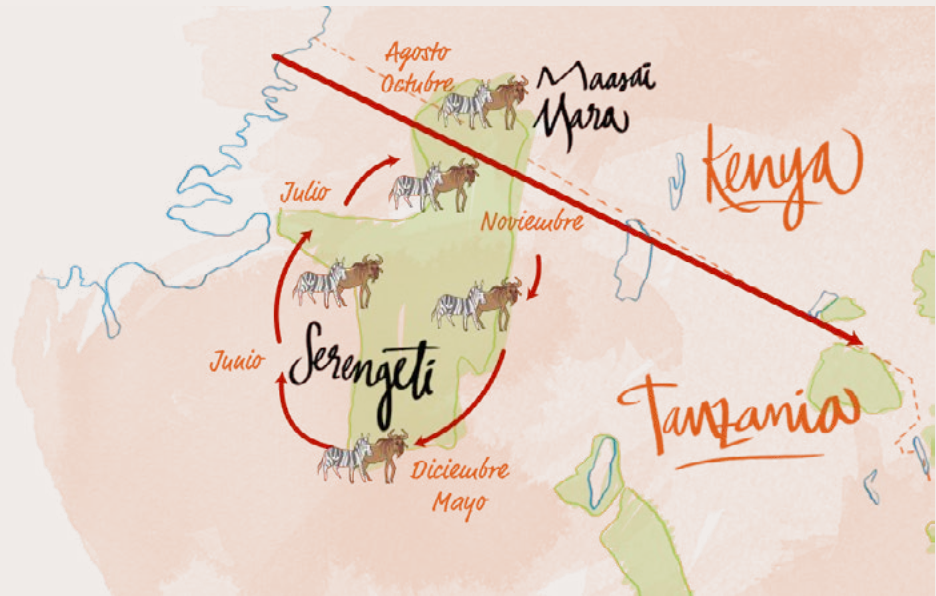 Agosto
Octubre
Maasai
Mara
Kenya
Julio
Noviembre
Junio
Serengeti
Tanzania
Diciembre
Mayo